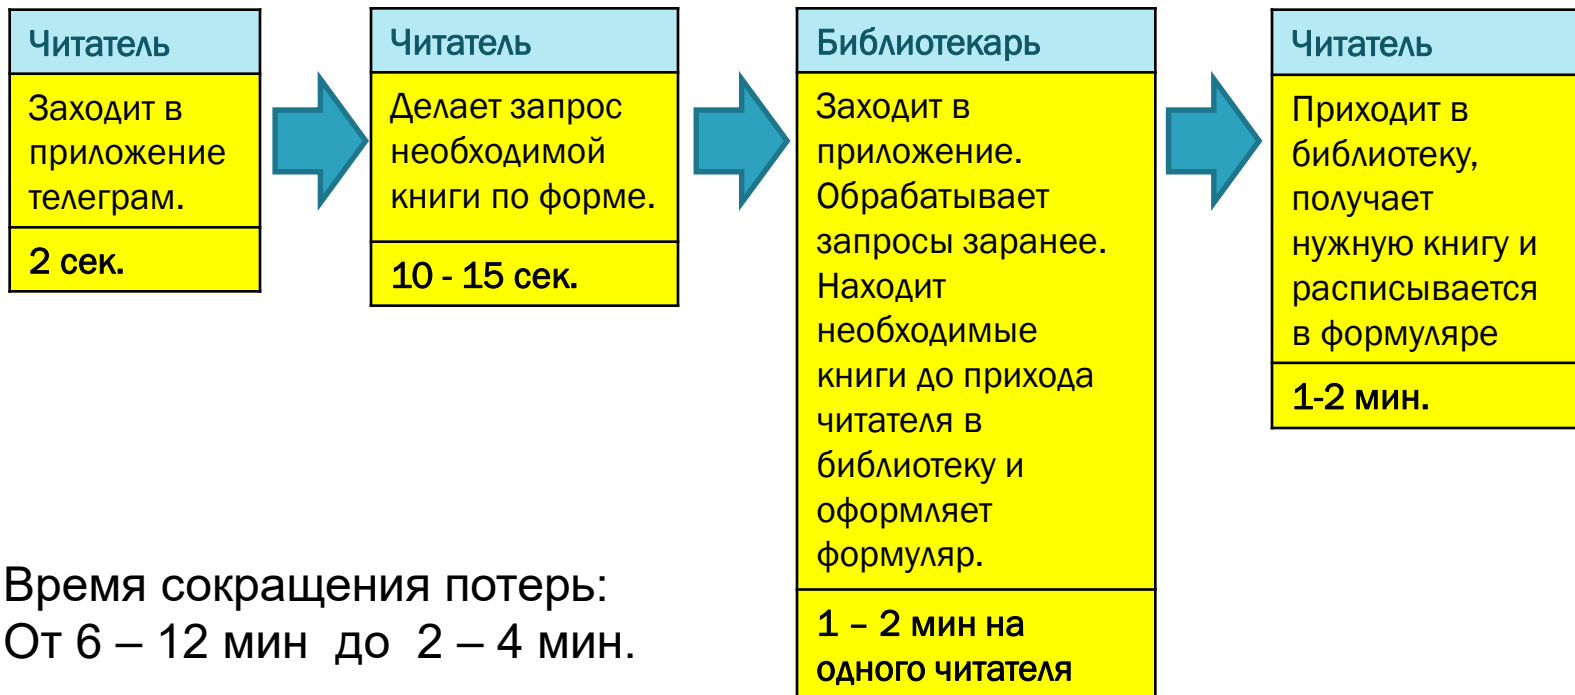 Читатель
Заходит в
приложение
телеграм.
2 сек.
Читатель
Делает запрос
необходимой
книги по форме.
10 - 15 сек.
Библиотекарь
Заходит в
приложение.
Обрабатывает
запросы заранее.
Находит
необходимые
книги до прихода
читателя в
библиотеку и
оформляет
формуляр.
1 – 2 мин на
одного читателя
Читатель
Приходит в
библиотеку,
получает
нужную книгу и
расписывается
в формуляре
1-2 мин.
Время сокращения потерь:
От 6 – 12 мин до 2 – 4 мин.